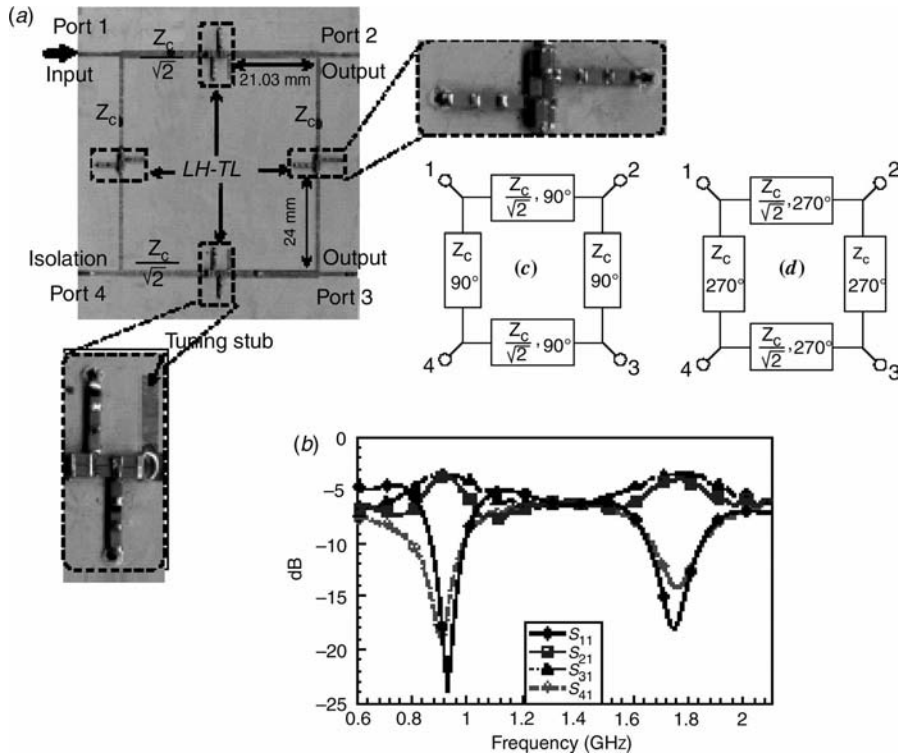 (a)
Port 1
Z_c
√2
Port 2
Input
21.03 mm
Output
Z_c
Z_c
LH-TL
24 mm
Isolation
Z_c
√2
Output
Port 4
Port 3
Tuning stub
1
2
Z_c
√2 , 90°
Z_c
90°
(c)
Z_c
90°
Z_c
√2 , 90°
4
3
1
2
Z_c
√2 , 270°
Z_c
270°
(d)
Z_c
270°
Z_c
√2 , 270°
4
3
(b)
0
−5
−10
−15
−20
−25
dB
S11
S21
S31
S41
0.6 0.8 1 1.2 1.4 1.6 1.8 2
Frequency (GHz)